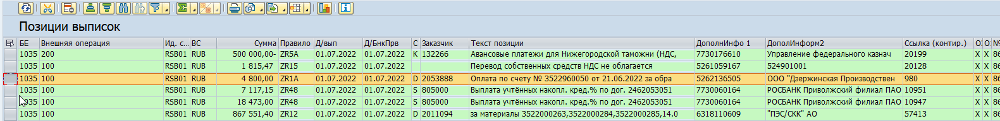 Позиции выписок
БЕ Внешняя операция Ид. с... ВС Сумма Правило Д/вып Д/БнкПрв С Заказчик Текст позиции ДополнИнфо 1 ДополИнформ2 Ссылка (контир.)
1035 200 RSB01 RUB 500 000,00- ZR5A 01.07.2022 01.07.2022 K 132266 Авансовые платежи для Нижегородской таможни (НДС, 7730176610 Управление федерального казнач 20199 X X
1035 100 RSB01 RUB 1 815,47 ZR15 01.07.2022 01.07.2022 Перевод собственных средств НДС не облагается 5261059167 524901001 20128 X X
1035 100 RSB01 RUB 4 800,00 ZR1A 01.07.2022 01.07.2022 D 2053888 Оплата по счету № 3522960050 от 21.06.2022 за обра 5262136505 ООО "Дзержинская Производствен 980 X X
1035 100 RSB01 RUB 7 117,15 ZR48 01.07.2022 01.07.2022 S 805000 Выплата учтённых накопл. кред.% по дог. 2462053051 7730060164 РОСБАНК Приволжский филиал ПАО 10951 X X
1035 100 RSB01 RUB 18 473,00 ZR48 01.07.2022 01.07.2022 S 805000 Выплата учтённых накопл. кред.% по дог. 2462053051 7730060164 РОСБАНК Приволжский филиал ПАО 10947 X X
1035 100 RSB01 RUB 867 551,40 ZR12 01.07.2022 01.07.2022 D 2011094 за материалы 3522000263,3522000284,3522000285,14.0 6318110609 "ПЭС/СКК" АО 57413 X X